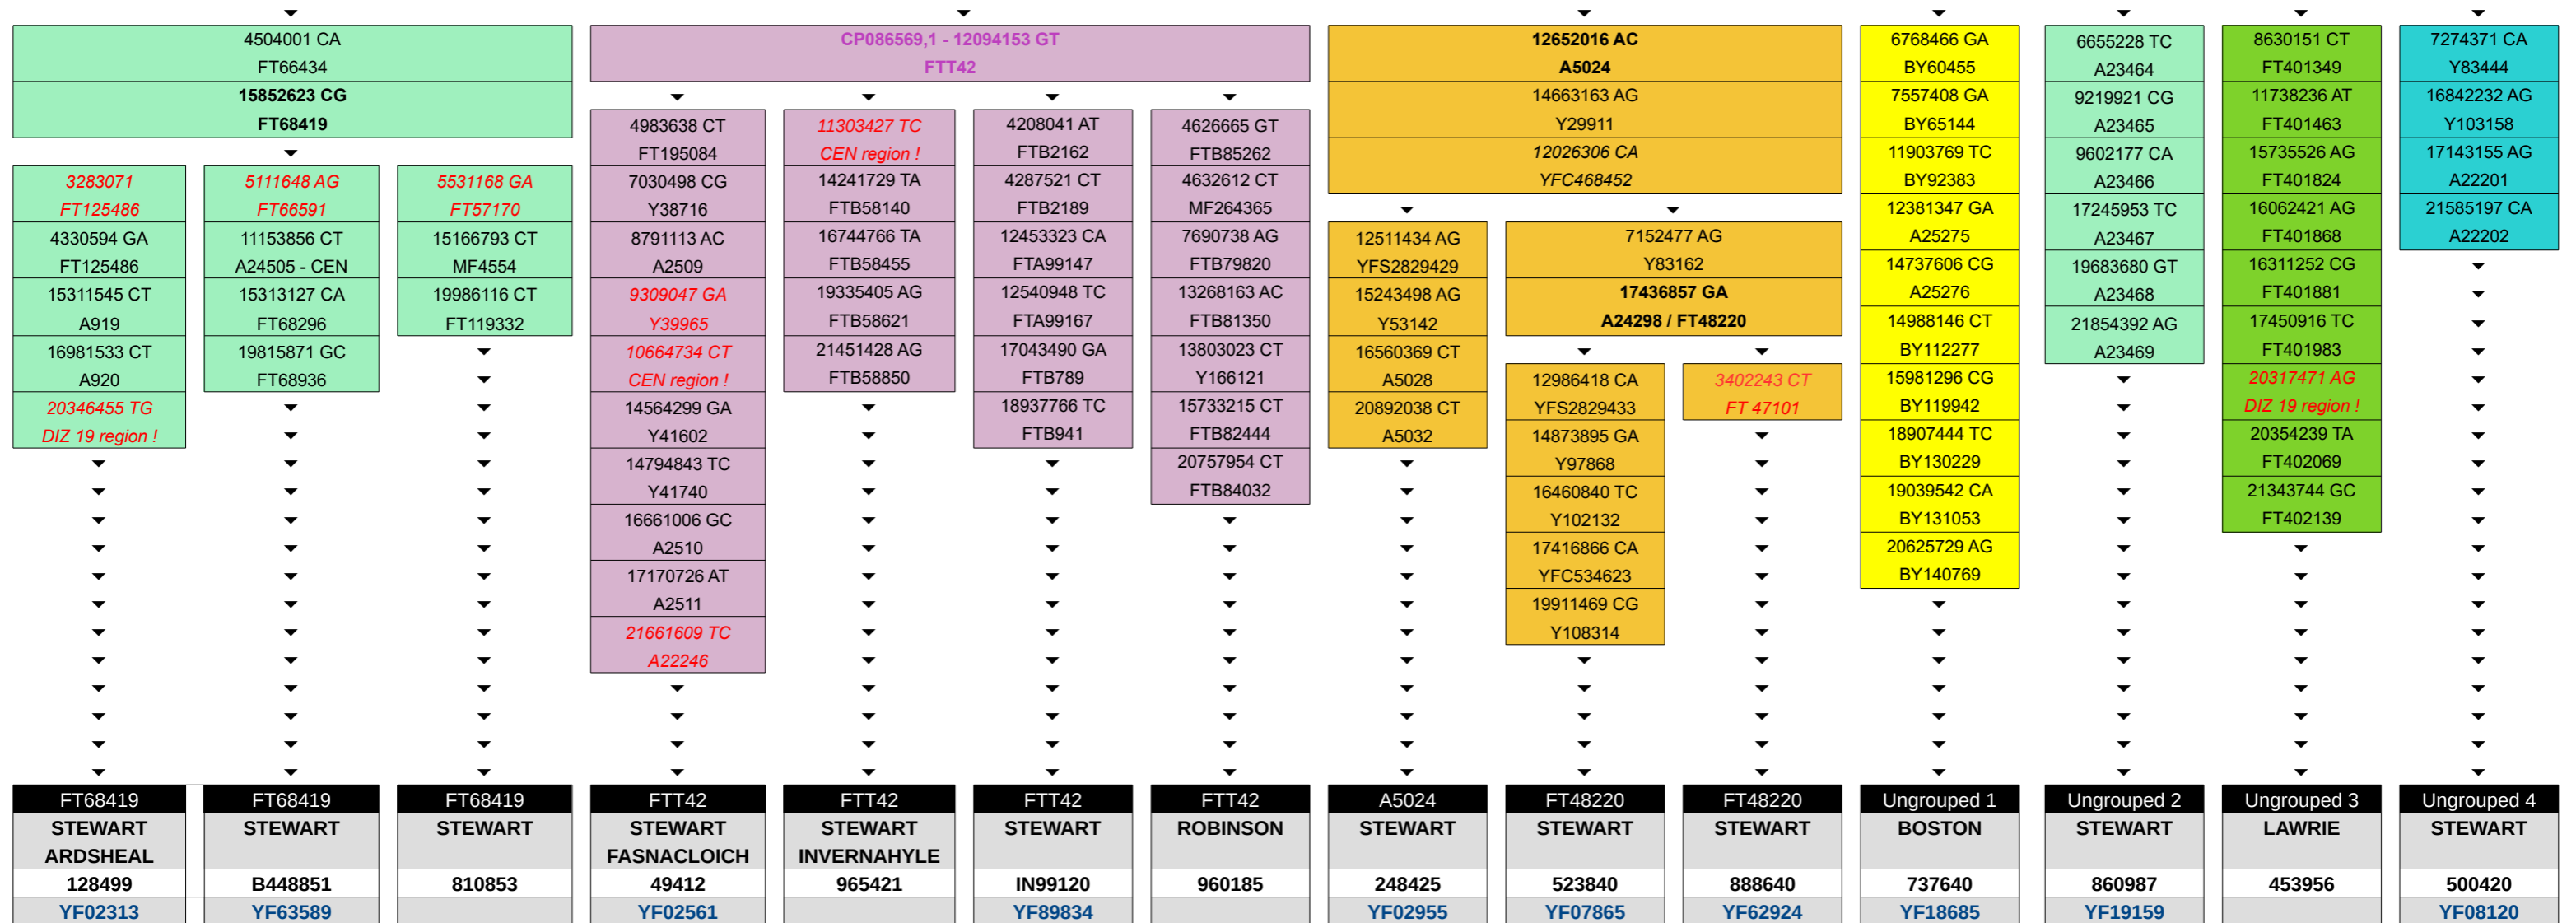 4504001 CA
FT66434
15852623 CG
FT68419
3283071
FT125486
4330594 GA
FT125486
15311545 CT
A919
16981533 CT
A920
20346455 TG
DIZ 19 region !
5111648 AG
FT66591
11153856 CT
A24505 - CEN
15313127 CA
FT68296
19815871 GC
FT68936
5531168 GA
FT57170
15166793 CT
MF4554
19986116 CT
FT119332
CP086569,1 - 12094153 GT
FTT42
4983638 CT
FT195084
7030498 CG
Y38716
8791113 AC
A2509
9309047 GA
Y39965
10664734 CT
CEN region !
14564299 GA
Y41602
14794843 TC
Y41740
16661006 GC
A2510
17170726 AT
A2511
21661609 TC
A22246
11303427 TC
CEN region !
14241729 TA
FTB58140
16744766 TA
FTB58455
19335405 AG
FTB58621
21451428 AG
FTB58850
4208041 AT
FTB2162
4287521 CT
FTB2189
12453323 CA
FTA99147
12540948 TC
FTA99167
17043490 GA
FTB789
18937766 TC
FTB941
4626665 GT
FTB85262
4632612 CT
MF264365
7690738 AG
FTB79820
13268163 AC
FTB81350
13803023 CT
Y166121
15733215 CT
FTB82444
20757954 CT
FTB84032
12652016 AC
A5024
14663163 AG
Y29911
12026306 CA
YFC468452
12511434 AG
YFS2829429
15243498 AG
Y53142
16560369 CT
A5028
20892038 CT
A5032
7152477 AG
Y83162
17436857 GA
A24298 / FT48220
12986418 CA
YFS2829433
14873895 GA
Y97868
16460840 TC
Y102132
17416866 CA
YFC534623
19911469 CG
Y108314
3402243 CT
FT 47101
6768466 GA
BY60455
7557408 GA
BY65144
11903769 TC
BY92383
12381347 GA
A25275
14737606 CG
A25276
14988146 CT
BY112277
15981296 CG
BY119942
18907444 TC
BY130229
19039542 CA
BY131053
20625729 AG
BY140769
6655228 TC
A23464
9219921 CG
A23465
9602177 CA
A23466
17245953 TC
A23467
19683680 GT
A23468
21854392 AG
A23469
8630151 CT
FT401349
11738236 AT
FT401463
15735526 AG
FT401824
16062421 AG
FT401868
16311252 CG
FT401881
17450916 TC
FT401983
20317471 AG
DIZ 19 region !
20354239 TA
FT402069
21343744 GC
FT402139
7274371 CA
Y83444
16842232 AG
Y103158
17143155 AG
A22201
21585197 CA
A22202
FT68419
STEWART
ARDSHEAL
128499
YF02313
FT68419
STEWART
B448851
YF63589
FT68419
STEWART
810853
FTT42
STEWART
FASNACLOICH
49412
YF02561
FTT42
STEWART
INVERNAHYLE
965421
FTT42
STEWART
IN99120
YF89834
FTT42
ROBINSON
960185
A5024
STEWART
248425
YF02955
FT48220
STEWART
523840
YF07865
FT48220
STEWART
888640
YF62924
Ungrouped 1
BOSTON
737640
YF18685
Ungrouped 2
STEWART
860987
YF19159
Ungrouped 3
LAWRIE
453956
Ungrouped 4
STEWART
500420
YF08120